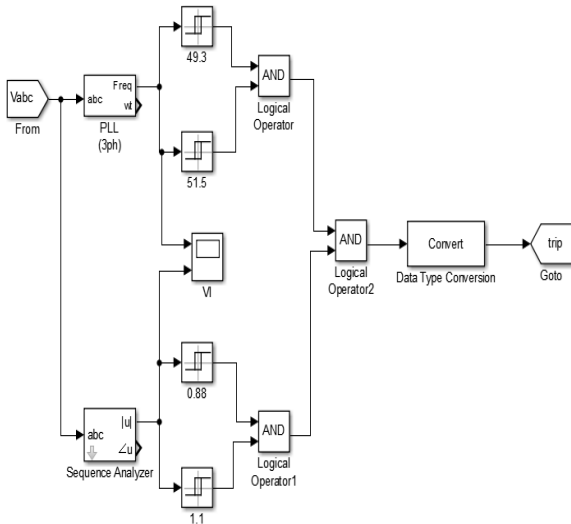 49.3
AND
Logical
Operator
Vabc
From
abc
Freq
wt
PLL
(3ph)
51.5
VI
AND
Logical
Operator2
Convert
Data Type Conversion
trip
Goto
0.88
abc
|u|
∠u
Sequence Analyzer
AND
Logical
Operator1
1.1